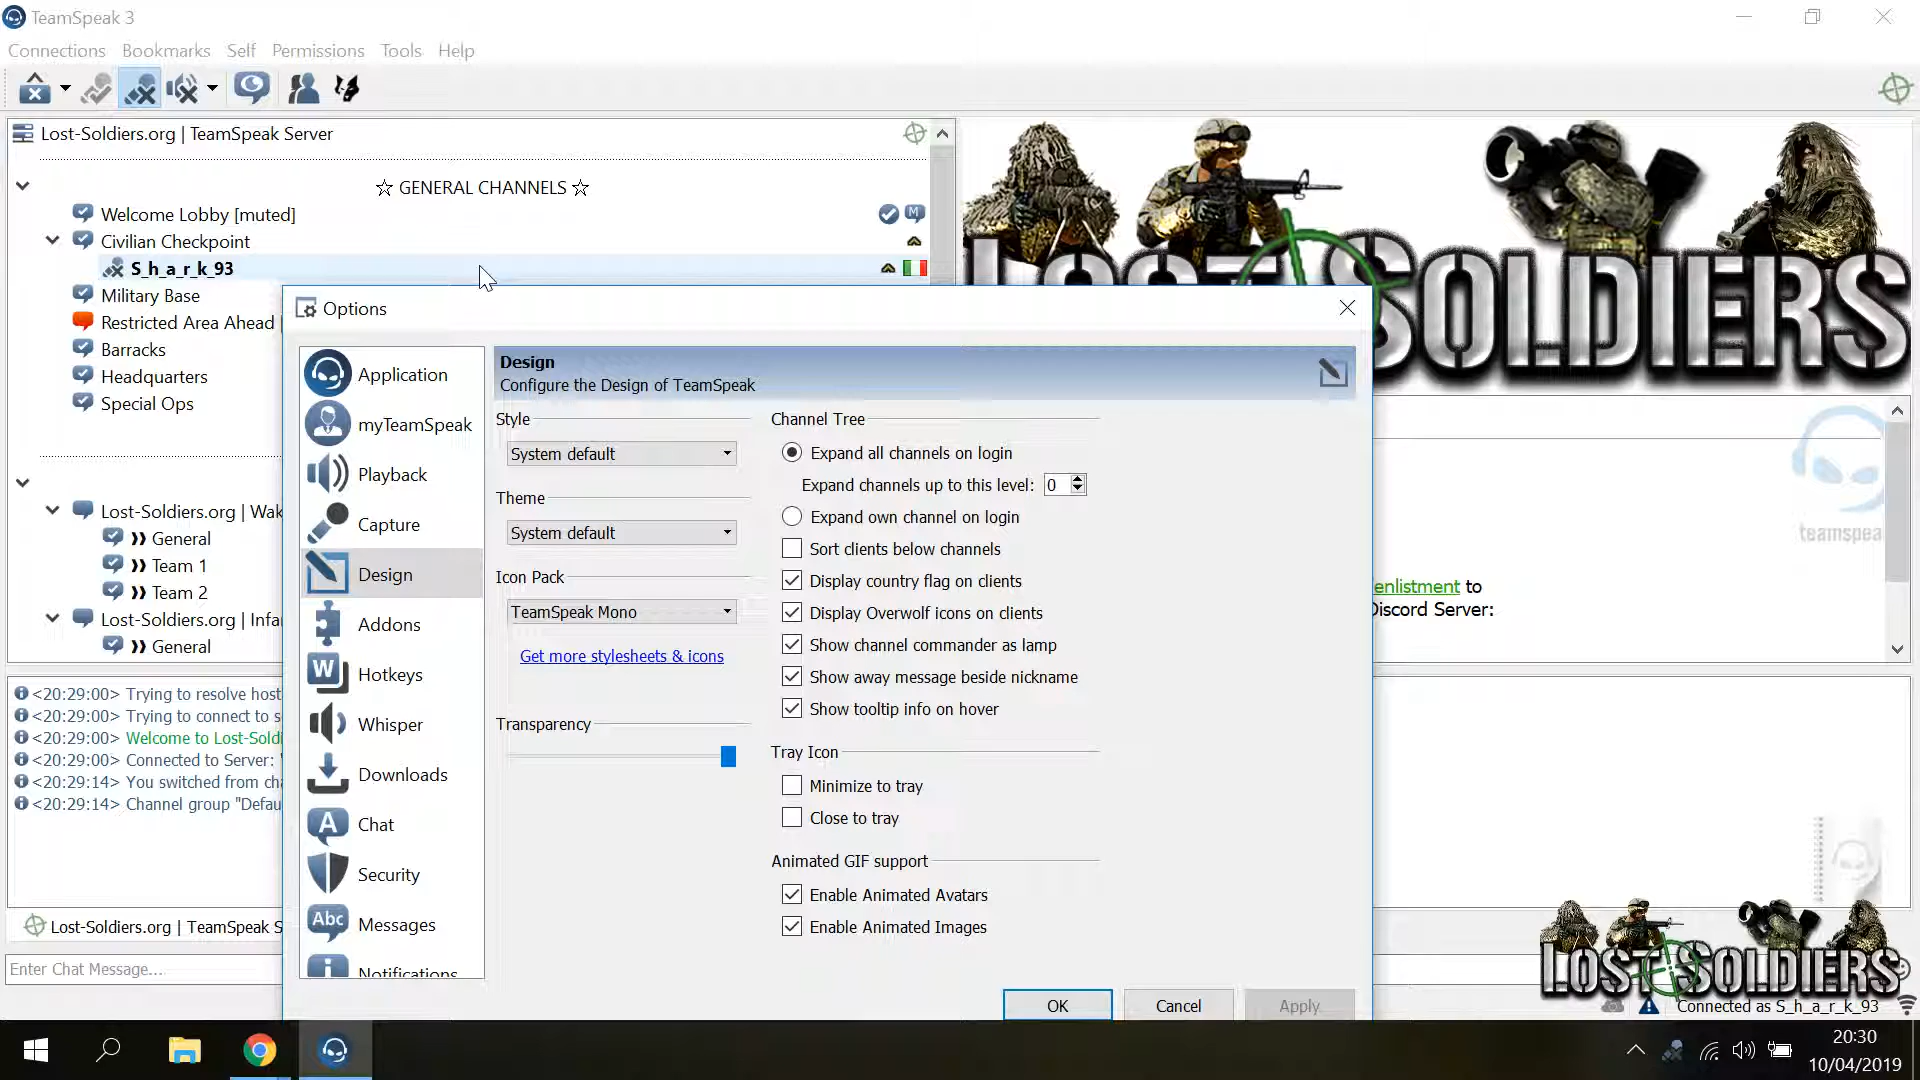 TeamSpeak 3
Connections Bookmarks Self Permissions Tools Help
Lost-Soldiers.org | TeamSpeak Server
☆ GENERAL CHANNELS ☆
Welcome Lobby [muted]
M
Civilian Checkpoint
S_h_a_r_k_93
Military Base
Restricted Area Ahead
Barracks
Headquarters
Special Ops
Lost-Soldiers.org | Wak
General
Team 1
Team 2
Lost-Soldiers.org | Infa
General
LOST SOLDIERS
teamspea
enlistment to
Discord Server:
Options
Application
myTeamSpeak
Playback
Capture
Design
Addons
W Hotkeys
Whisper
Downloads
A Chat
Security
Abc Messages
Notifications
Design
Configure the Design of TeamSpeak
Style
System default
Theme
System default
Icon Pack
TeamSpeak Mono
Get more stylesheets & icons
Transparency
Channel Tree
Expand all channels on login
Expand channels up to this level: 0
Expand own channel on login
Sort clients below channels
Display country flag on clients
Display Overwolf icons on clients
Show channel commander as lamp
Show away message beside nickname
Show tooltip info on hover
Tray Icon
Minimize to tray
Close to tray
Animated GIF support
Enable Animated Avatars
Enable Animated Images
OK Cancel Apply
<20:29:00> Trying to resolve host
<20:29:00> Trying to connect to s
<20:29:00> Welcome to Lost-Soldi
<20:29:00> Connected to Server: "
<20:29:14> You switched from cha
<20:29:14> Channel group "Defau
Lost-Soldiers.org | TeamSpeak S
Enter Chat Message...
LOST SOLDIERS
Connected as S_h_a_r_k_93
20:30
10/04/2019